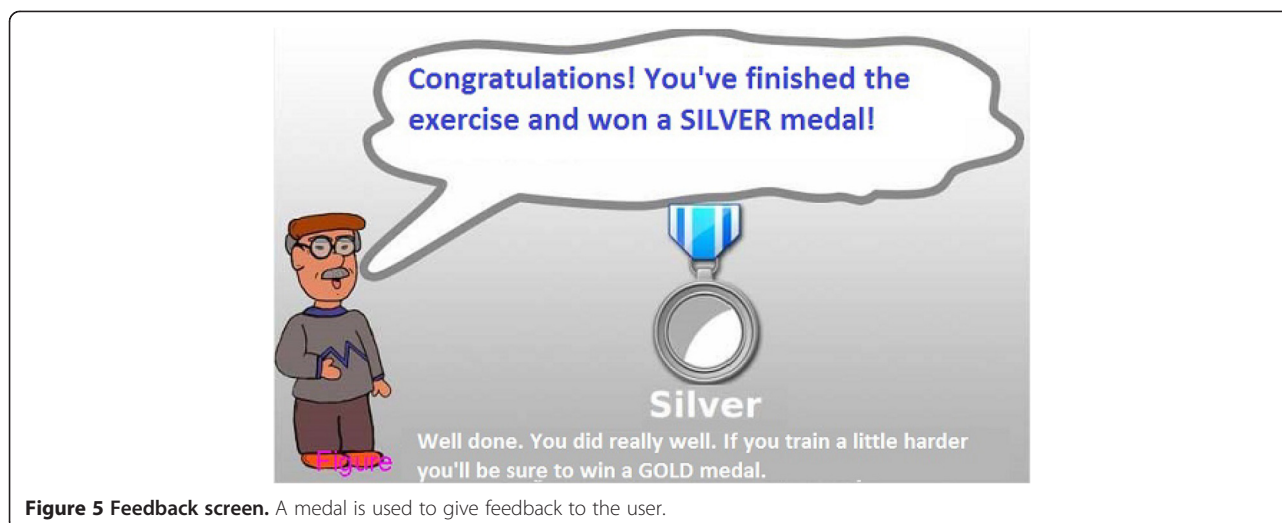 Congratulations! You've finished the
exercise and won a SILVER medal!
Silver
Well done. You did really well. If you train a little harder
you'll be sure to win a GOLD medal.
Figure
Figure 5 Feedback screen. A medal is used to give feedback to the user.